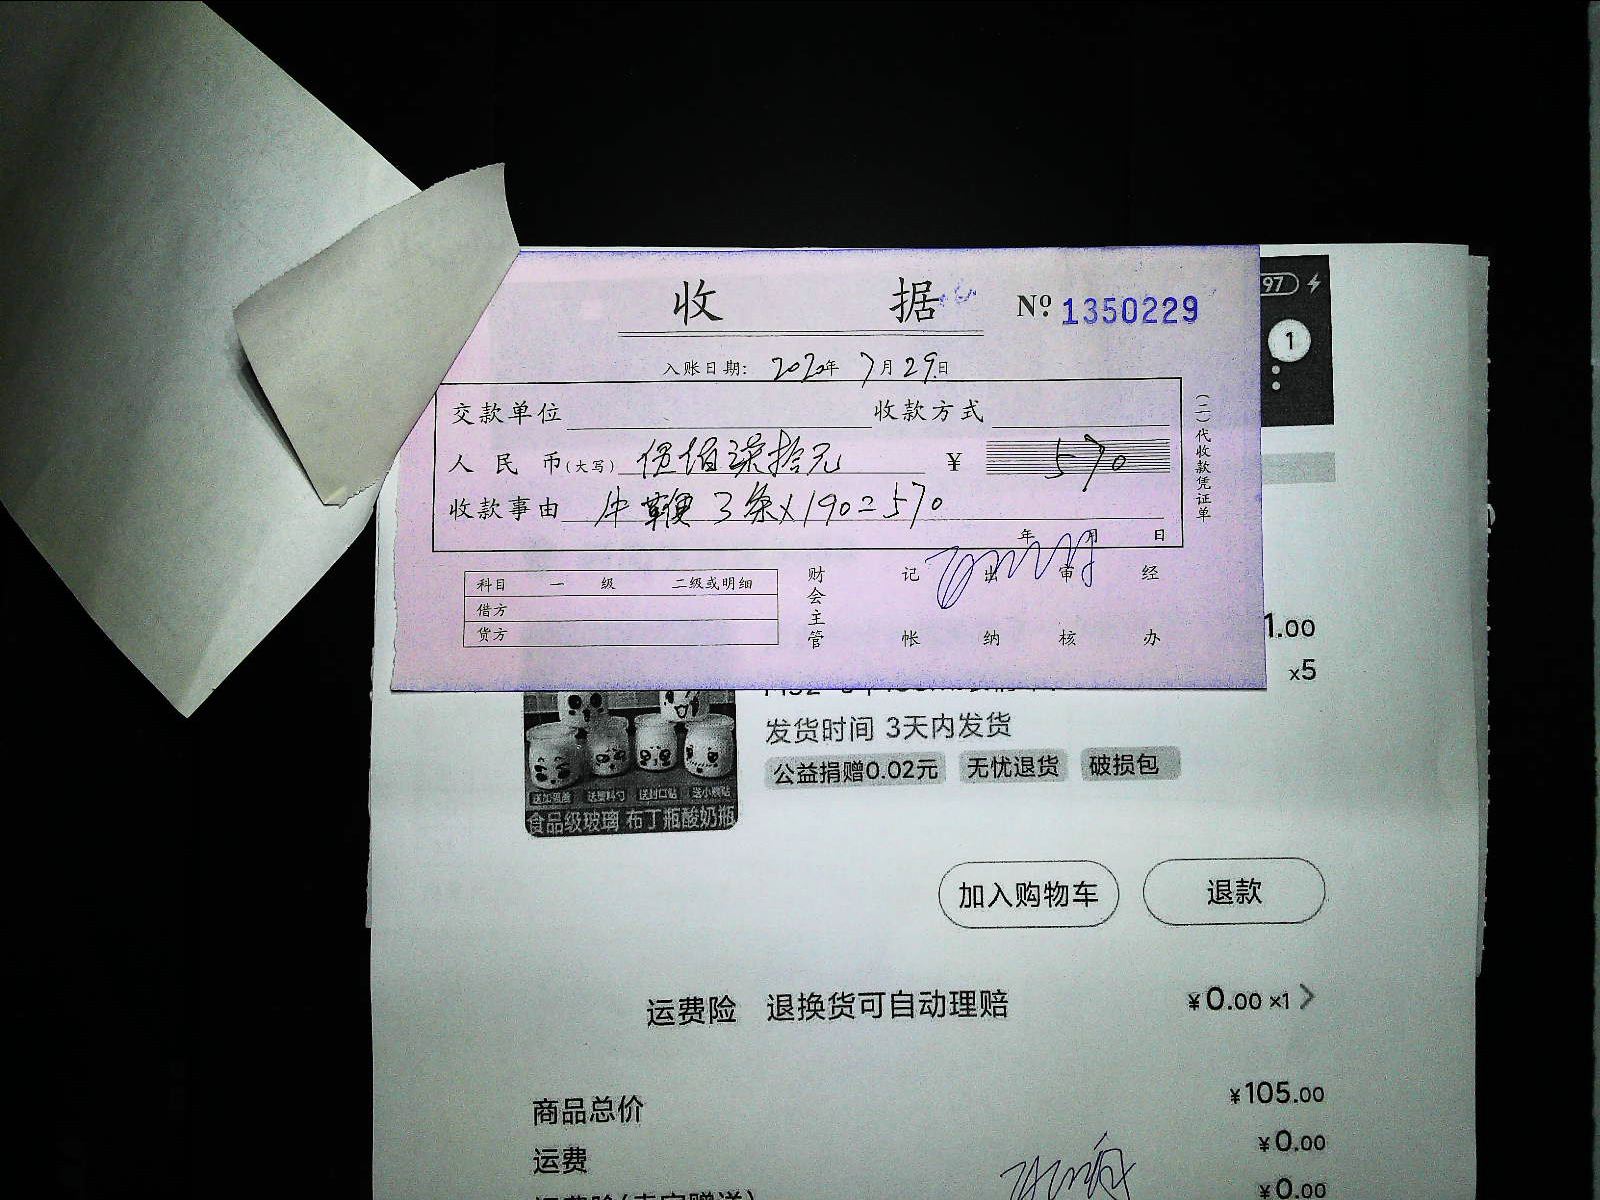 收 据 № 1350229
97
1
入账日期: 2020年 7月29日
交款单位 收款方式
人民币(大写) 伍佰柒拾元 ¥ 570
收款事由 牛鞭 3条×190=570
年 月 日
(二)代收款凭证单
科目 一级 二级或明细
借方
贷方
财会主管 记帐 出纳 审核 经办
1.00
×5
发货时间 3天内发货
公益捐赠0.02元 无忧退货 破损包
食品级玻璃 布丁瓶酸奶瓶
加入购物车 退款
运费险 退换货可自动理赔 ¥0.00 ×1
商品总价 ¥105.00
运费 ¥0.00
¥0.00